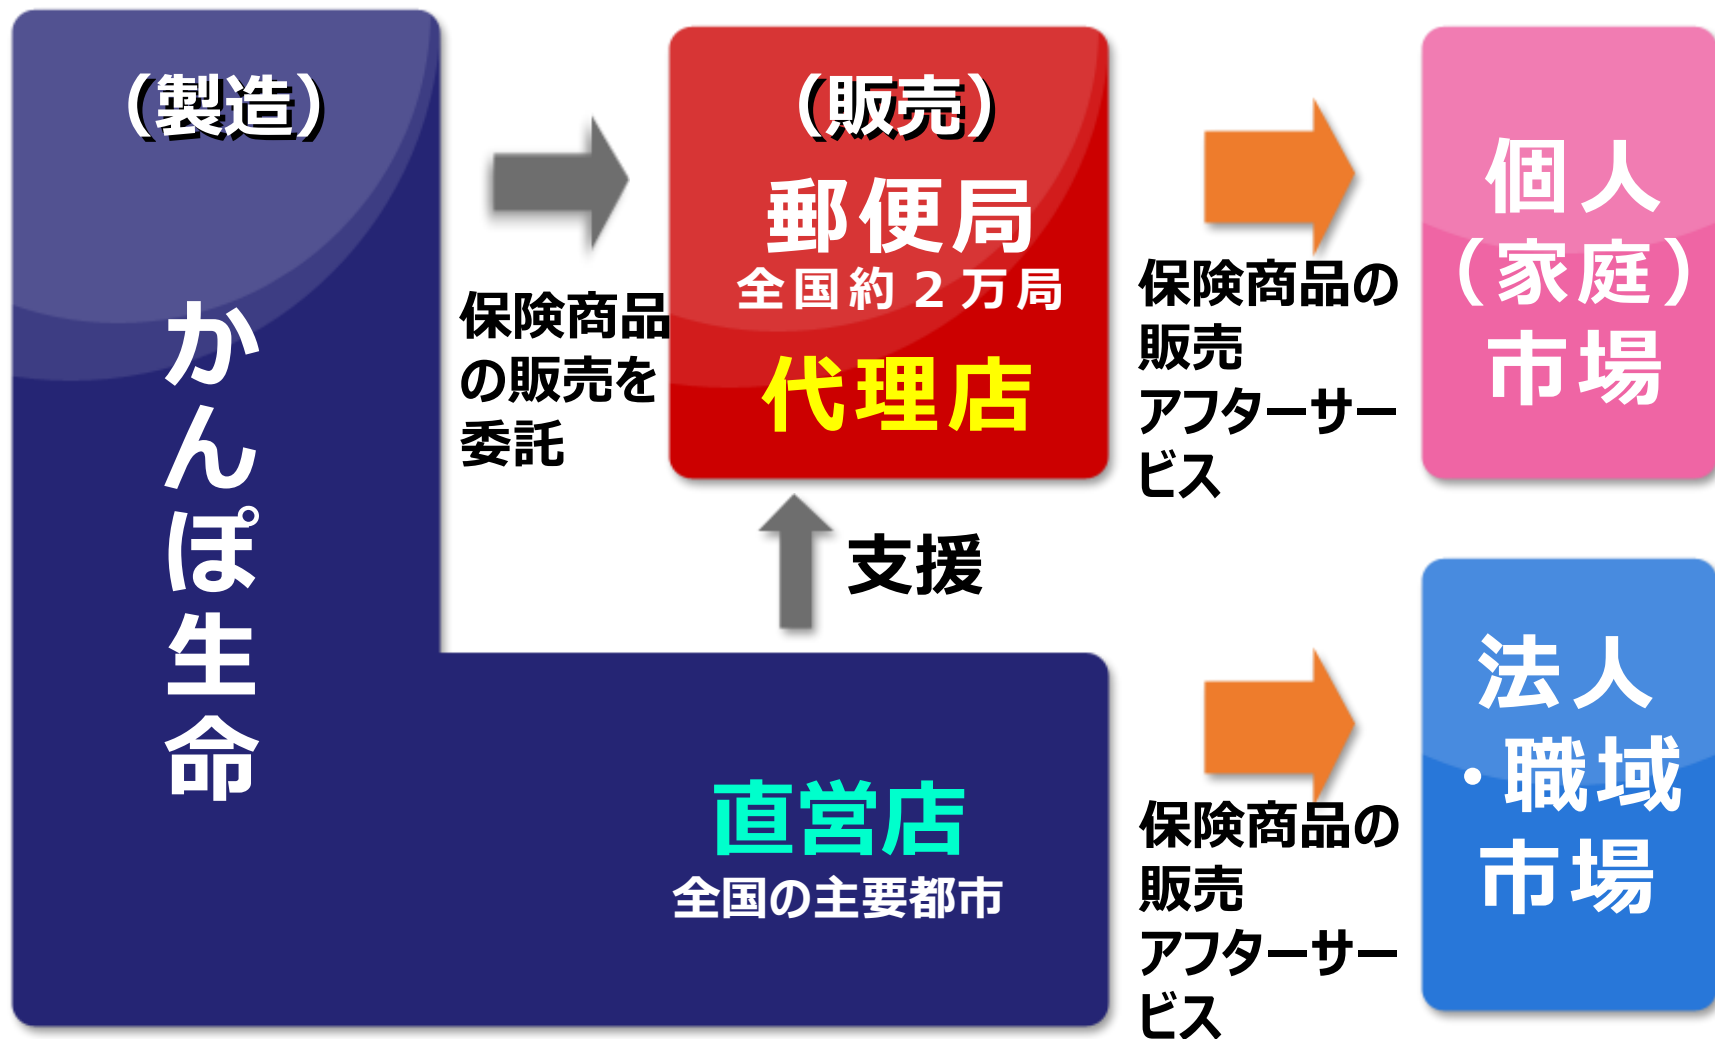 （製造）
かんぽ生命
保険商品
の販売を
委託
（販売）
郵便局
全国約２万局
代理店
支援
直営店
全国の主要都市
保険商品の
販売
アフターサー
ビス
個人
（家庭）
市場
保険商品の
販売
アフターサー
ビス
法人
・職域
市場